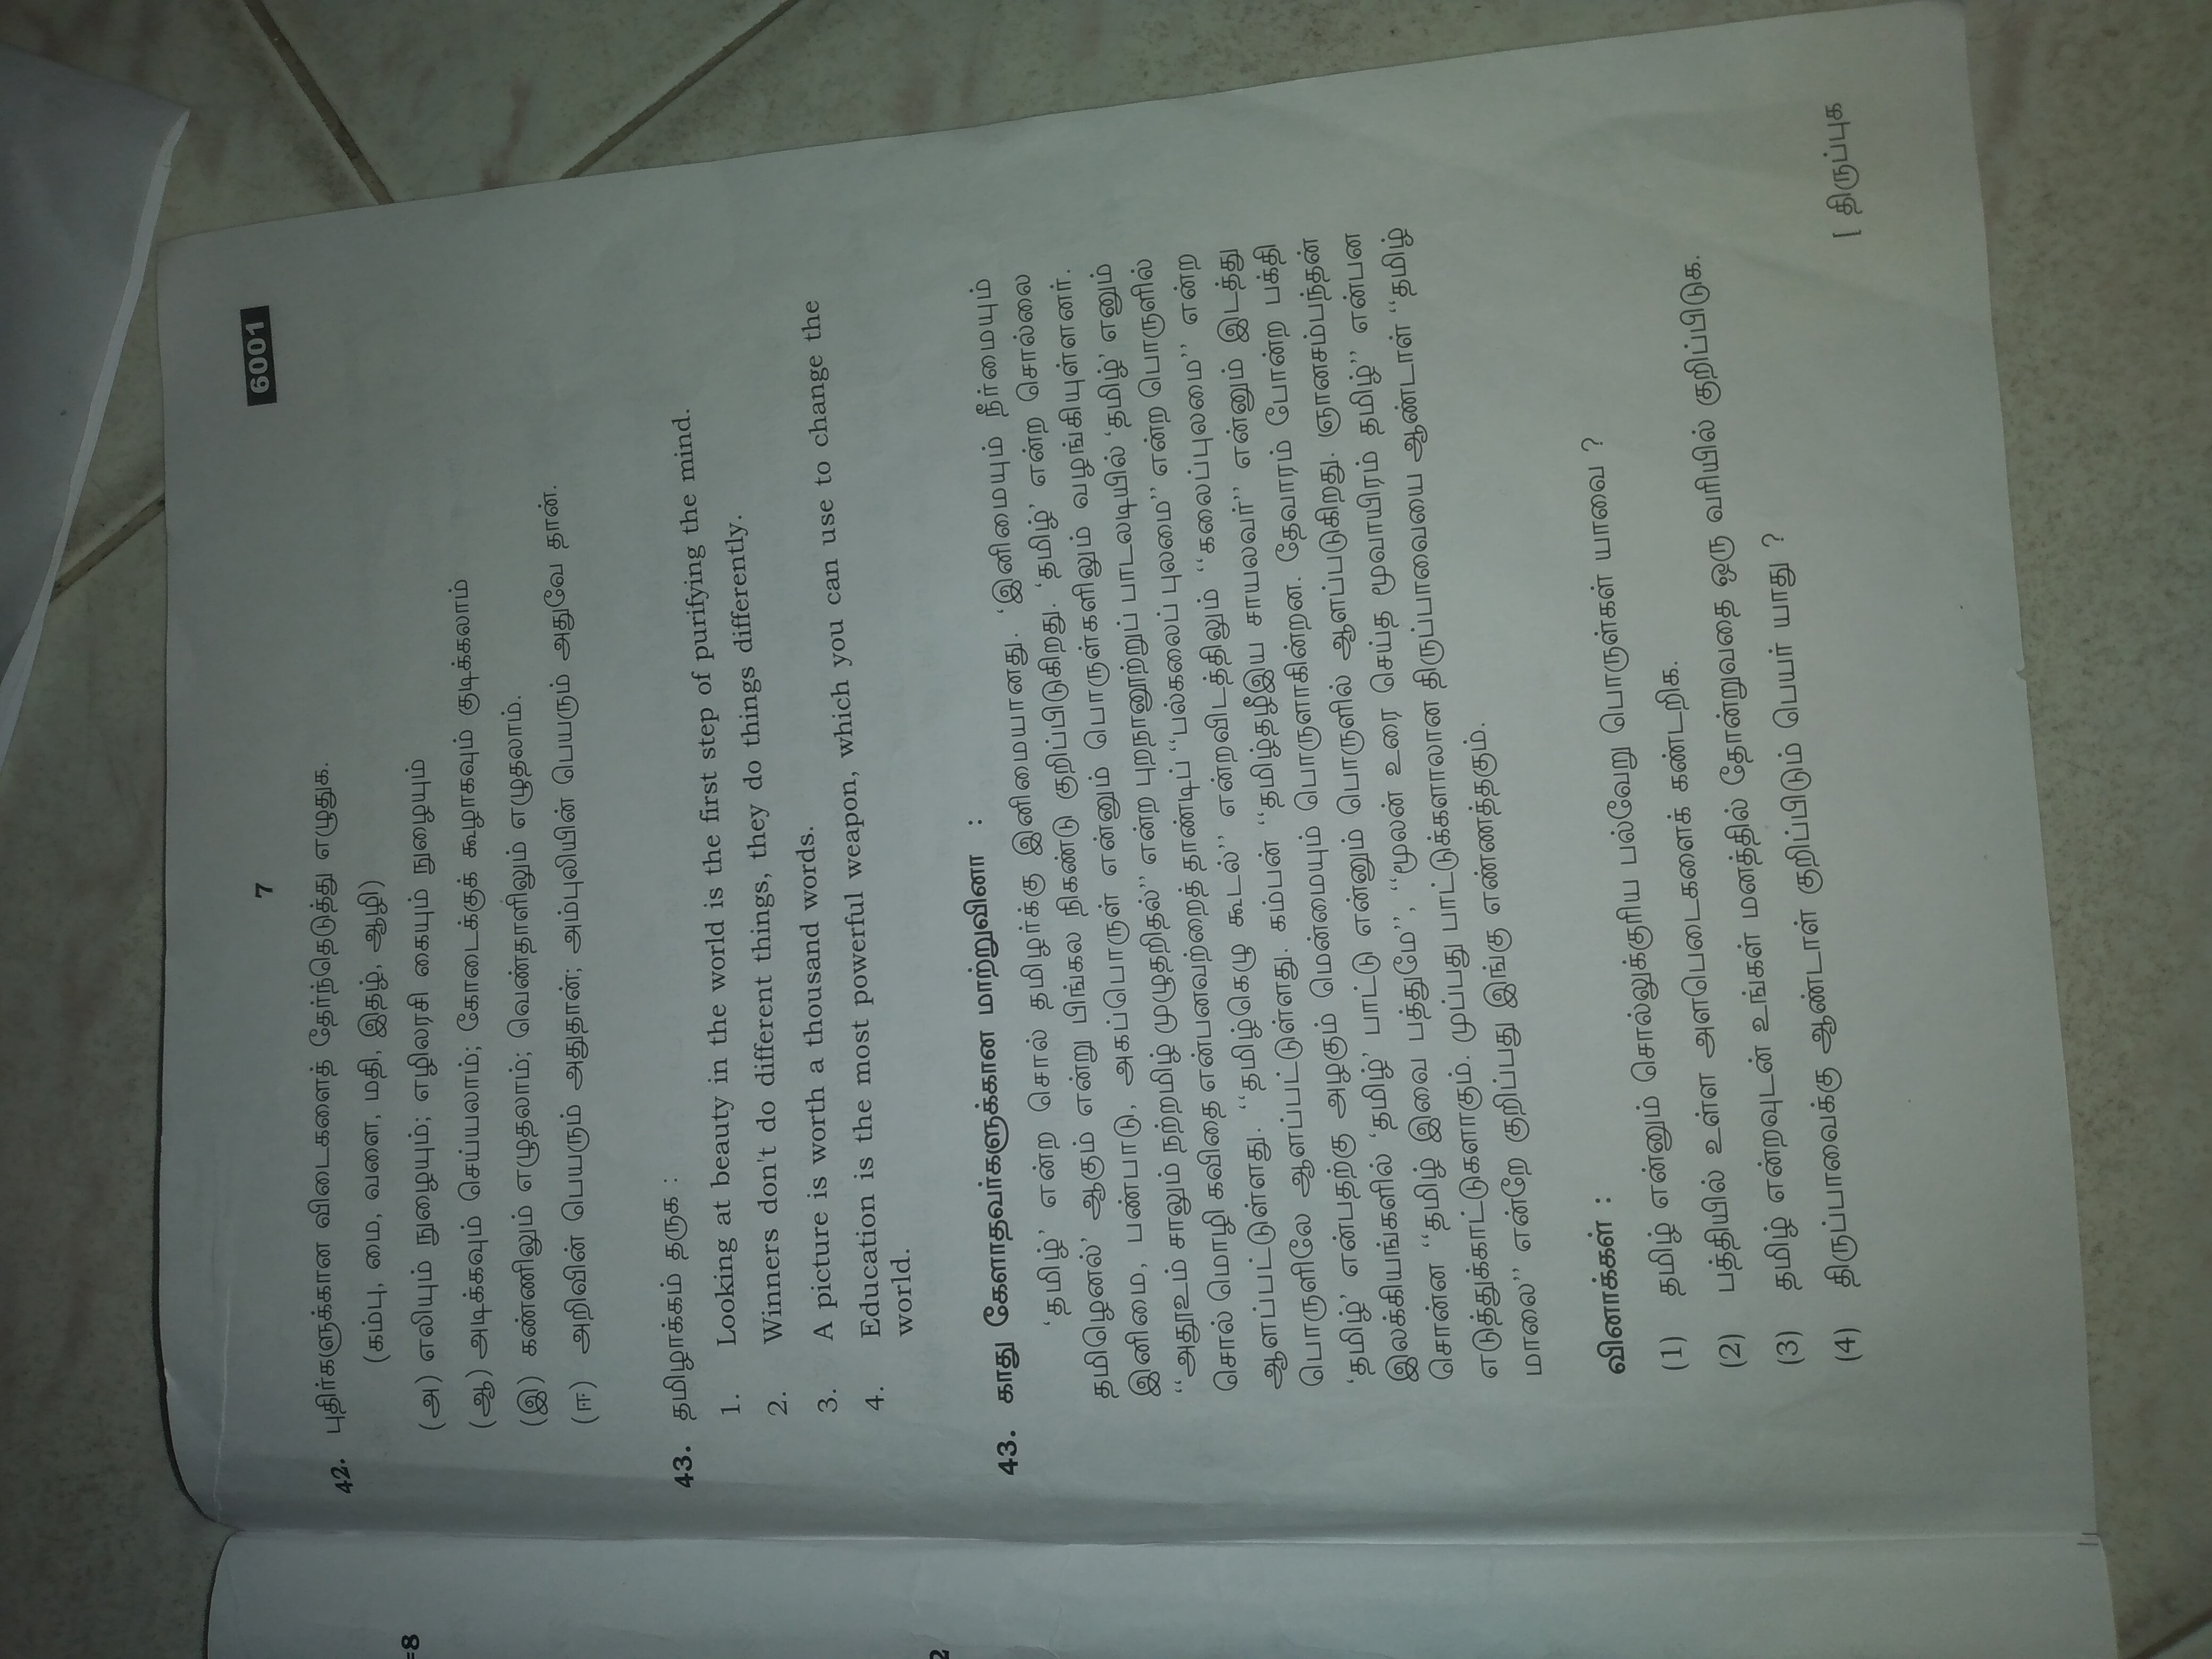 7
6001
=8
2
42. புதிர்களுக்கான விடைகளைத் தேர்ந்தெடுத்து எழுதுக.
(கம்பு, மை, வளை, மதி, இதழ், ஆழி)
(அ) எலியும் நுழையும்; எழிலரசி கையும் நுழையும்
(ஆ) அடிக்கவும் செய்யலாம்; கோடைக்குக் கூழாகவும் குடிக்கலாம்
(இ) கண்ணிலும் எழுதலாம்; வெண்தாளிலும் எழுதலாம்.
(ஈ) அறிவின் பெயரும் அதுதான்; அம்புலியின் பெயரும் அதுவே தான்.
43. தமிழாக்கம் தருக :
1. Looking at beauty in the world is the first step of purifying the mind.
2. Winners don't do different things, they do things differently.
3. A picture is worth a thousand words.
4. Education is the most powerful weapon, which you can use to change the
world.
43. காது கேளாதவர்களுக்கான மாற்றுவினா :
‘தமிழ்’ என்ற சொல் தமிழர்க்கு இனிமையானது. ‘இனிமையும் நீர்மையும்
தமிழெனல்’ ஆகும் என்று பிங்கல நிகண்டு குறிப்பிடுகிறது. ‘தமிழ்’ என்ற சொல்லை
இனிமை, பண்பாடு, அகப்பொருள் என்னும் பொருள்களிலும் வழங்கியுள்ளனர்.
‘‘அதூஉம் சாலும் நற்றமிழ் முழுதறிதல்’’ என்ற புறநானூற்றுப் பாடலடியில் ‘தமிழ்’ எனும்
சொல் மொழி கவிதை என்பனவற்றைத் தாண்டிப் ‘‘பல்கலைப் புலமை’’ என்ற பொருளில்
ஆளப்பட்டுள்ளது. ‘‘தமிழ்கெழு கூடல்’’ என்றவிடத்திலும் ‘‘கலைப்புலமை’’ என்ற
பொருளிலே ஆளப்பட்டுள்ளது. கம்பன் ‘‘தமிழ்தழீஇய சாயலவர்’’ என்னும் இடத்து
‘தமிழ்’ என்பதற்கு அழகும் மென்மையும் பொருளாகின்றன. தேவாரம் போன்ற பக்தி
இலக்கியங்களில் ‘தமிழ்’ பாட்டு என்னும் பொருளில் ஆளப்படுகிறது. ஞானசம்பந்தன்
சொன்ன ‘‘தமிழ் இவை பத்துமே’’, ‘‘மூலன் உரை செய்த மூவாயிரம் தமிழ்’’ என்பன
எடுத்துக்காட்டுகளாகும். முப்பது பாட்டுக்களாலான திருப்பாவையை ஆண்டாள் ‘‘தமிழ்
மாலை’’ என்றே குறிப்பது இங்கு எண்ணத்தகும்.
வினாக்கள் :
(1) தமிழ் என்னும் சொல்லுக்குரிய பல்வேறு பொருள்கள் யாவை ?
(2) பத்தியில் உள்ள அளபெடைகளைக் கண்டறிக.
(3) தமிழ் என்றவுடன் உங்கள் மனத்தில் தோன்றுவதை ஒரு வரியில் குறிப்பிடுக.
(4) திருப்பாவைக்கு ஆண்டாள் குறிப்பிடும் பெயர் யாது ?
[ திருப்புக